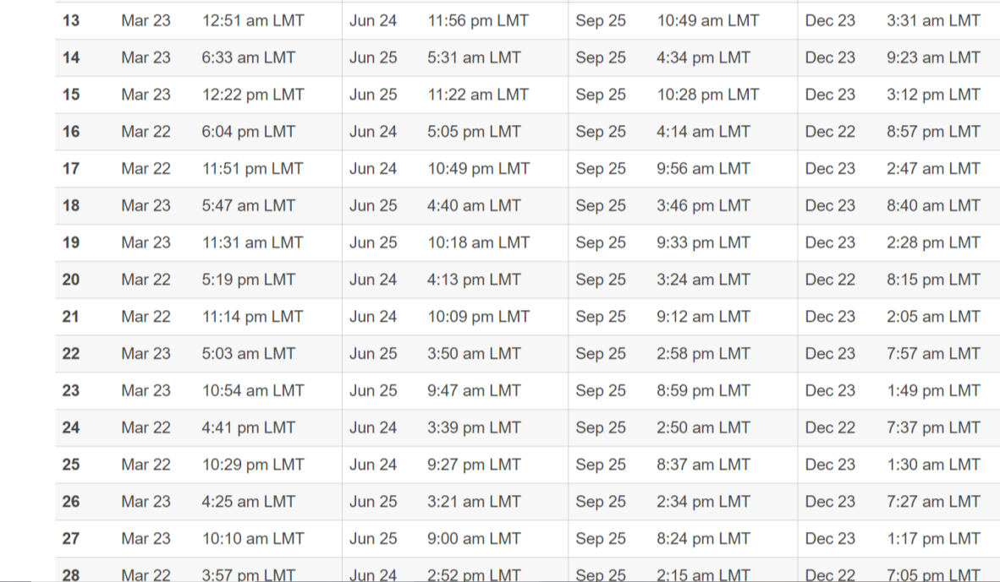 13 Mar 23 12:51 am LMT Jun 24 11:56 pm LMT Sep 25 10:49 am LMT Dec 23 3:31 am LMT
14 Mar 23 6:33 am LMT Jun 25 5:31 am LMT Sep 25 4:34 pm LMT Dec 23 9:23 am LMT
15 Mar 23 12:22 pm LMT Jun 25 11:22 am LMT Sep 25 10:28 pm LMT Dec 23 3:12 pm LMT
16 Mar 22 6:04 pm LMT Jun 24 5:05 pm LMT Sep 25 4:14 am LMT Dec 22 8:57 pm LMT
17 Mar 22 11:51 pm LMT Jun 24 10:49 pm LMT Sep 25 9:56 am LMT Dec 23 2:47 am LMT
18 Mar 23 5:47 am LMT Jun 25 4:40 am LMT Sep 25 3:46 pm LMT Dec 23 8:40 am LMT
19 Mar 23 11:31 am LMT Jun 25 10:18 am LMT Sep 25 9:33 pm LMT Dec 23 2:28 pm LMT
20 Mar 22 5:19 pm LMT Jun 24 4:13 pm LMT Sep 25 3:24 am LMT Dec 22 8:15 pm LMT
21 Mar 22 11:14 pm LMT Jun 24 10:09 pm LMT Sep 25 9:12 am LMT Dec 23 2:05 am LMT
22 Mar 23 5:03 am LMT Jun 25 3:50 am LMT Sep 25 2:58 pm LMT Dec 23 7:57 am LMT
23 Mar 23 10:54 am LMT Jun 25 9:47 am LMT Sep 25 8:59 pm LMT Dec 23 1:49 pm LMT
24 Mar 22 4:41 pm LMT Jun 24 3:39 pm LMT Sep 25 2:50 am LMT Dec 22 7:37 pm LMT
25 Mar 22 10:29 pm LMT Jun 24 9:27 pm LMT Sep 25 8:37 am LMT Dec 23 1:30 am LMT
26 Mar 23 4:25 am LMT Jun 25 3:21 am LMT Sep 25 2:34 pm LMT Dec 23 7:27 am LMT
27 Mar 23 10:10 am LMT Jun 25 9:00 am LMT Sep 25 8:24 pm LMT Dec 23 1:17 pm LMT
28 Mar 22 3:57 pm LMT Jun 24 2:52 pm LMT Sep 25 2:15 am LMT Dec 22 7:05 pm LMT